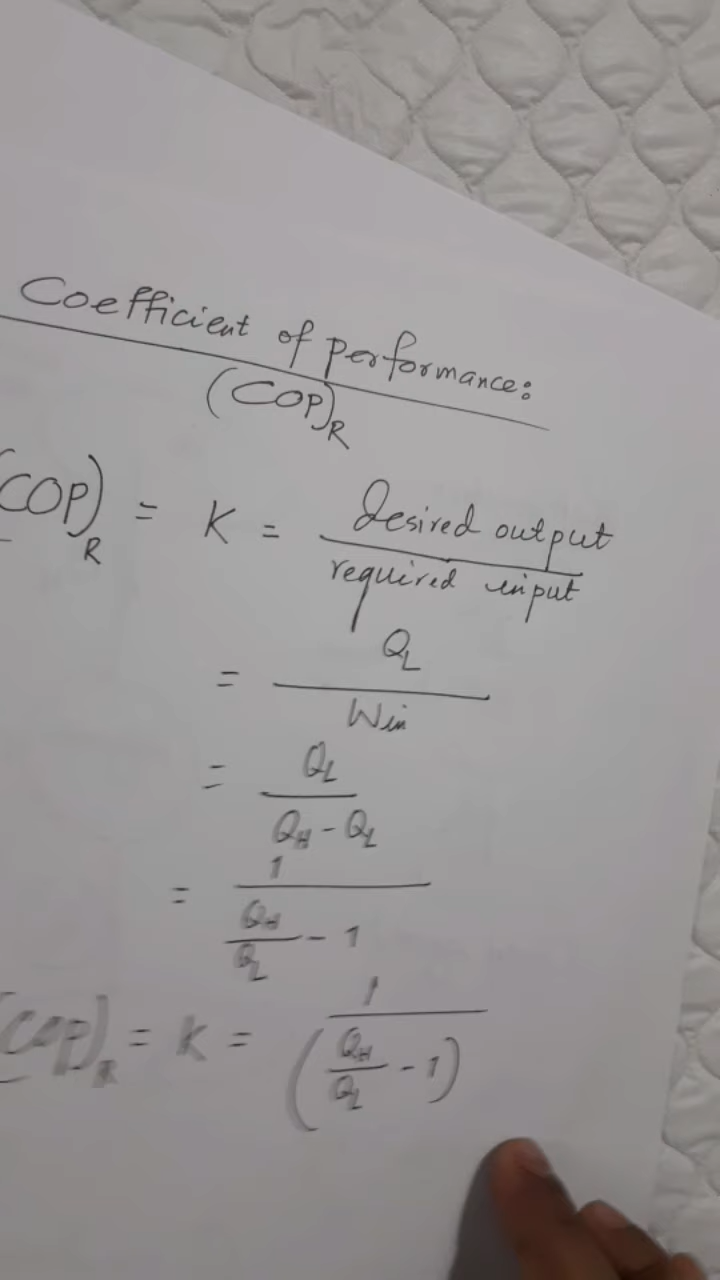 Coefficient of performance:
(COP)R
(COP)R = K = desired output / required input
= QL / Win
= QL / QH - QL
= 1 / QH/QL - 1
(COP)R = K = 1 / (QH/QL - 1)